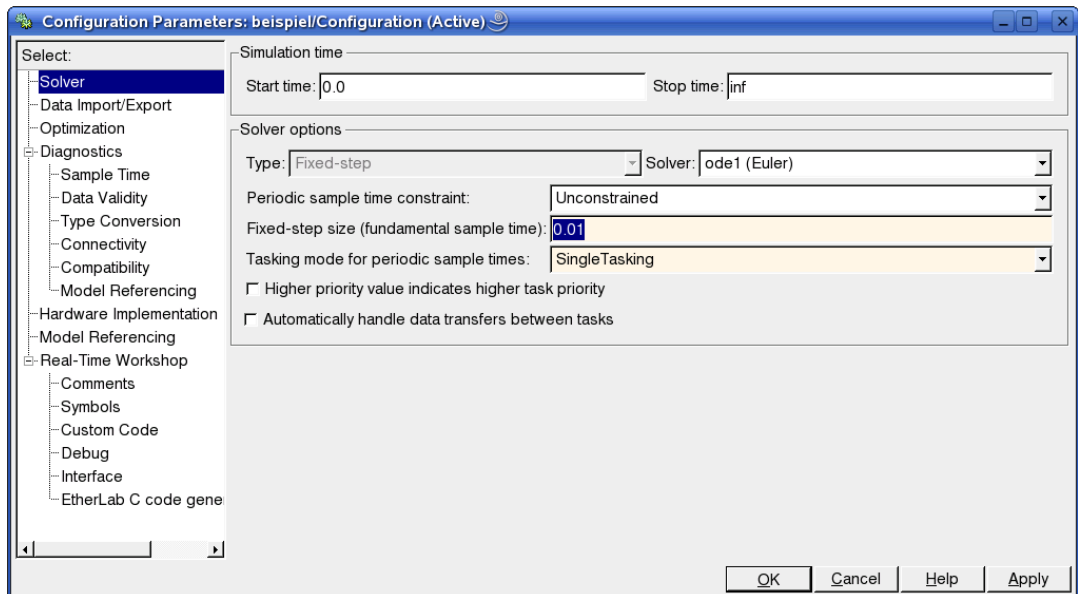 Configuration Parameters: beispiel/Configuration (Active)
Select:
Solver
Data Import/Export
Optimization
Diagnostics
Sample Time
Data Validity
Type Conversion
Connectivity
Compatibility
Model Referencing
Hardware Implementation
Model Referencing
Real-Time Workshop
Comments
Symbols
Custom Code
Debug
Interface
EtherLab C code gene
Simulation time
Start time: 0.0 Stop time: inf
Solver options
Type: Fixed-step Solver: ode1 (Euler)
Periodic sample time constraint: Unconstrained
Fixed-step size (fundamental sample time): 0.01
Tasking mode for periodic sample times: SingleTasking
Higher priority value indicates higher task priority
Automatically handle data transfers between tasks
OK Cancel Help Apply